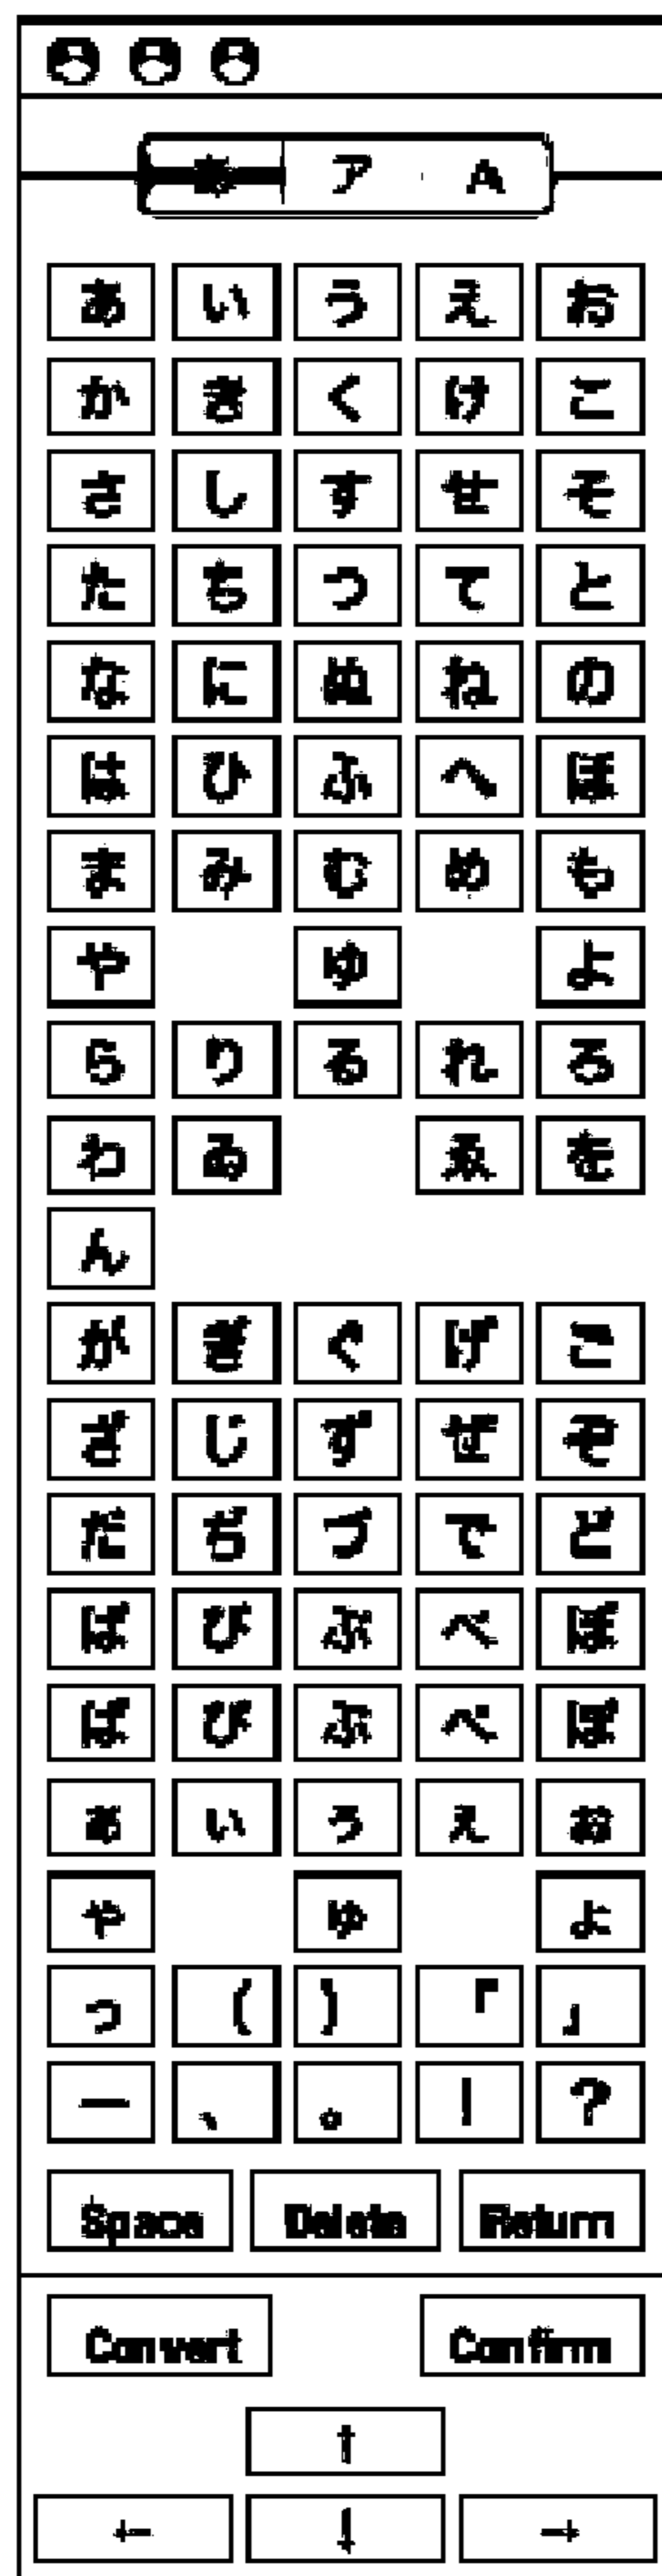 あ ア A
あ い う え お
か き く け こ
さ し す せ そ
た ち つ て と
な に ぬ ね の
は ひ ふ へ ほ
ま み む め も
や ゆ よ
ら り る れ ろ
わ ゐ ゑ を
ん
が ぎ ぐ げ ご
ざ じ ず ぜ ぞ
だ ぢ づ で ど
ば び ぶ べ ぼ
ぱ ぴ ぷ ぺ ぽ
ぁ ぃ ぅ ぇ ぉ
ゃ ゅ ょ
っ ( ) 「 」
ー 、 。 ! ?
Space Delete Return
Convert Confirm
↑
← ↓ →